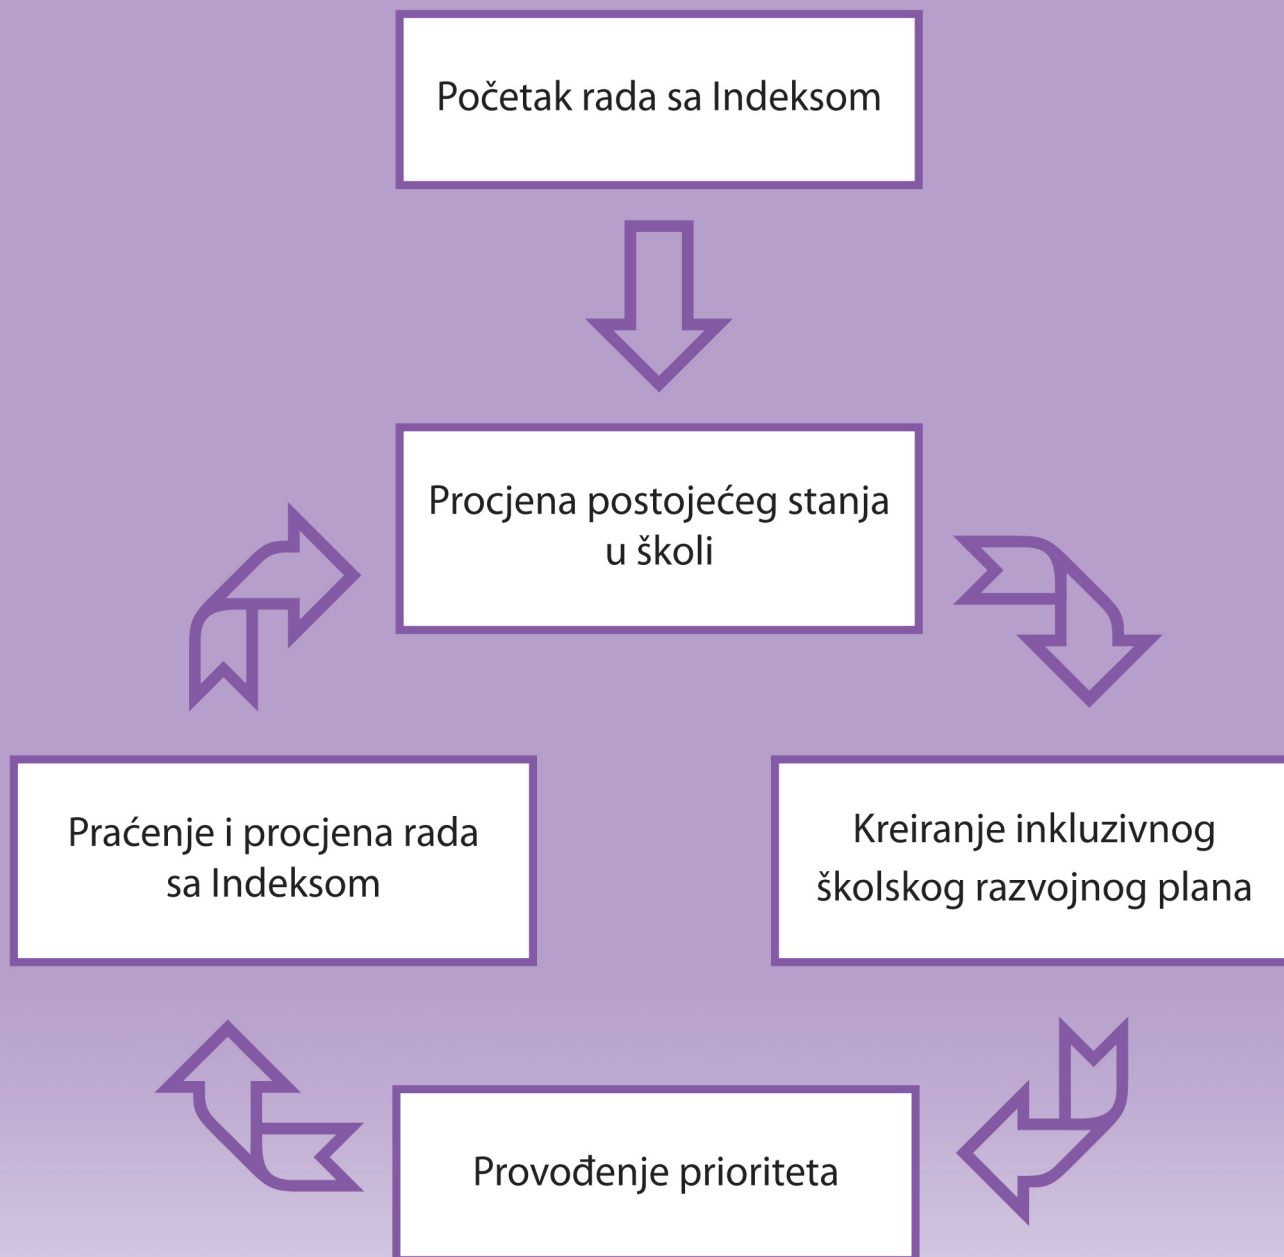 Početak rada sa Indeksom
Procjena postojećeg stanja
u školi
Praćenje i procjena rada
sa Indeksom
Kreiranje inkluzivnog
školskog razvojnog plana
Provođenje prioriteta